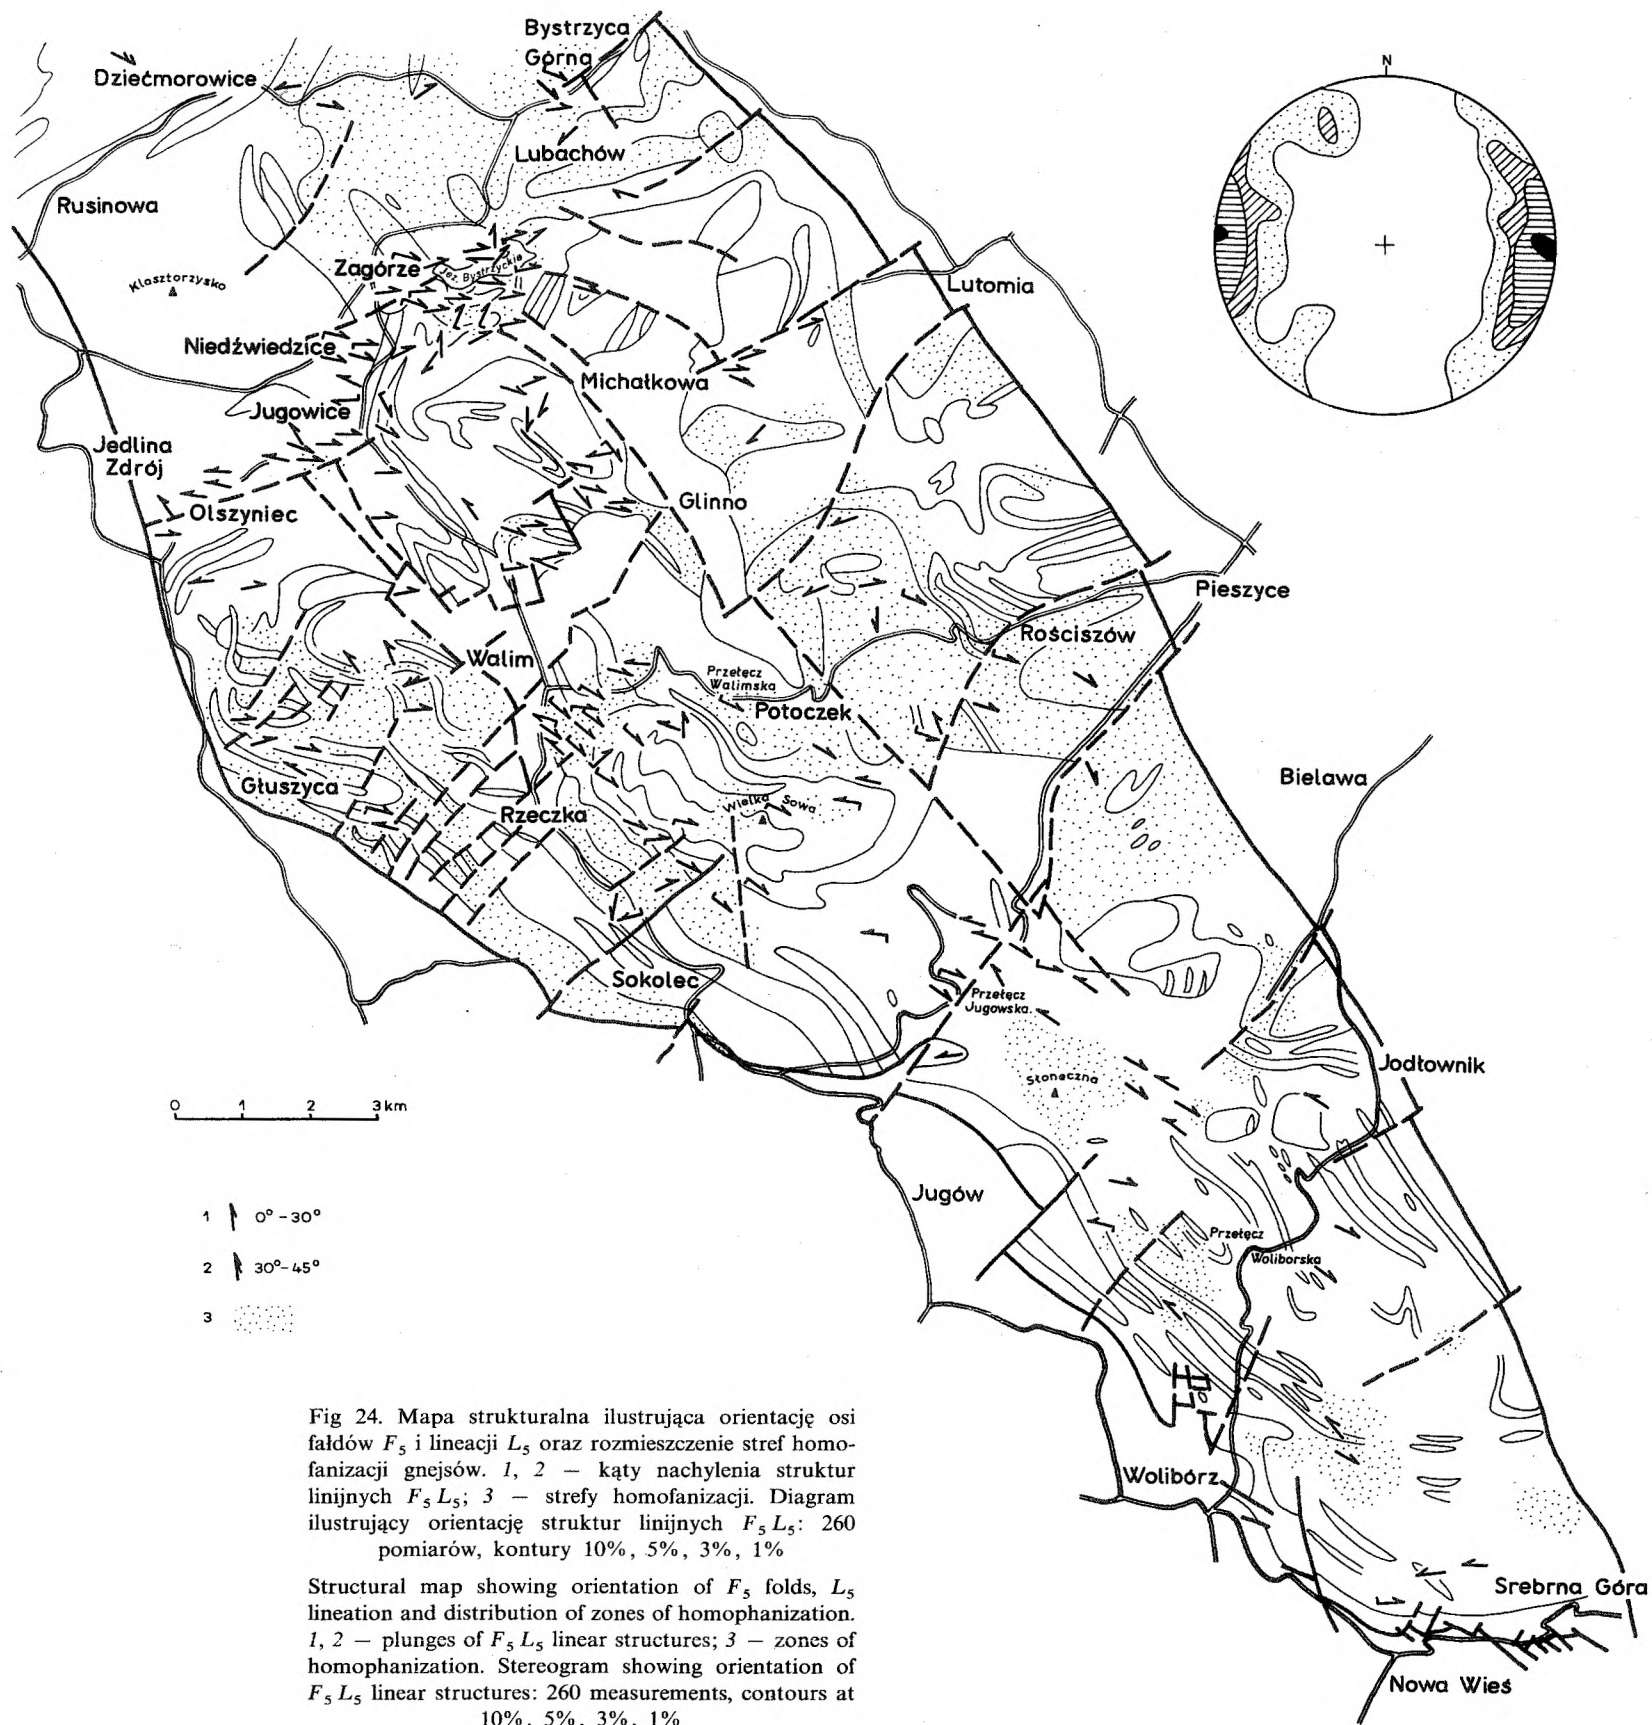 Bystrzyca
Górna
Dziećmorowice
N
Lubachów
Rusinowa
Zagórze
Jez. Bystrzyckie
Klasztorzysko
Lutomia
Niedźwiedzice
Michałkowa
Jugowice
Jedlina
Zdrój
Glinno
Olszyniec
Pieszyce
Rościszów
Walim
Przełęcz
Walimska
Potoczek
Bielawa
Głuszyca
Wielka Sowa
Rzeczka
Sokolec
Przełęcz
Jugowska
Jodłownik
Słoneczna
0 1 2 3 km
Jugów
1 0° - 30°
Przełęcz
Woliborska
2 30° - 45°
3
Fig 24. Mapa strukturalna ilustrująca orientację osi
fałdów F₅ i lineacji L₅ oraz rozmieszczenie stref homo-
fanizacji gnejsów. 1, 2 — kąty nachylenia struktur
linijnych F₅ L₅; 3 — strefy homofanizacji. Diagram
ilustrujący orientację struktur linijnych F₅ L₅: 260
pomiarów, kontury 10%, 5%, 3%, 1%
Wolibórz
Structural map showing orientation of F₅ folds, L₅
lineation and distribution of zones of homophanization.
1, 2 — plunges of F₅ L₅ linear structures; 3 — zones of
homophanization. Stereogram showing orientation of
F₅ L₅ linear structures: 260 measurements, contours at
10%, 5%, 3%, 1%
Srebrna Góra
Nowa Wieś